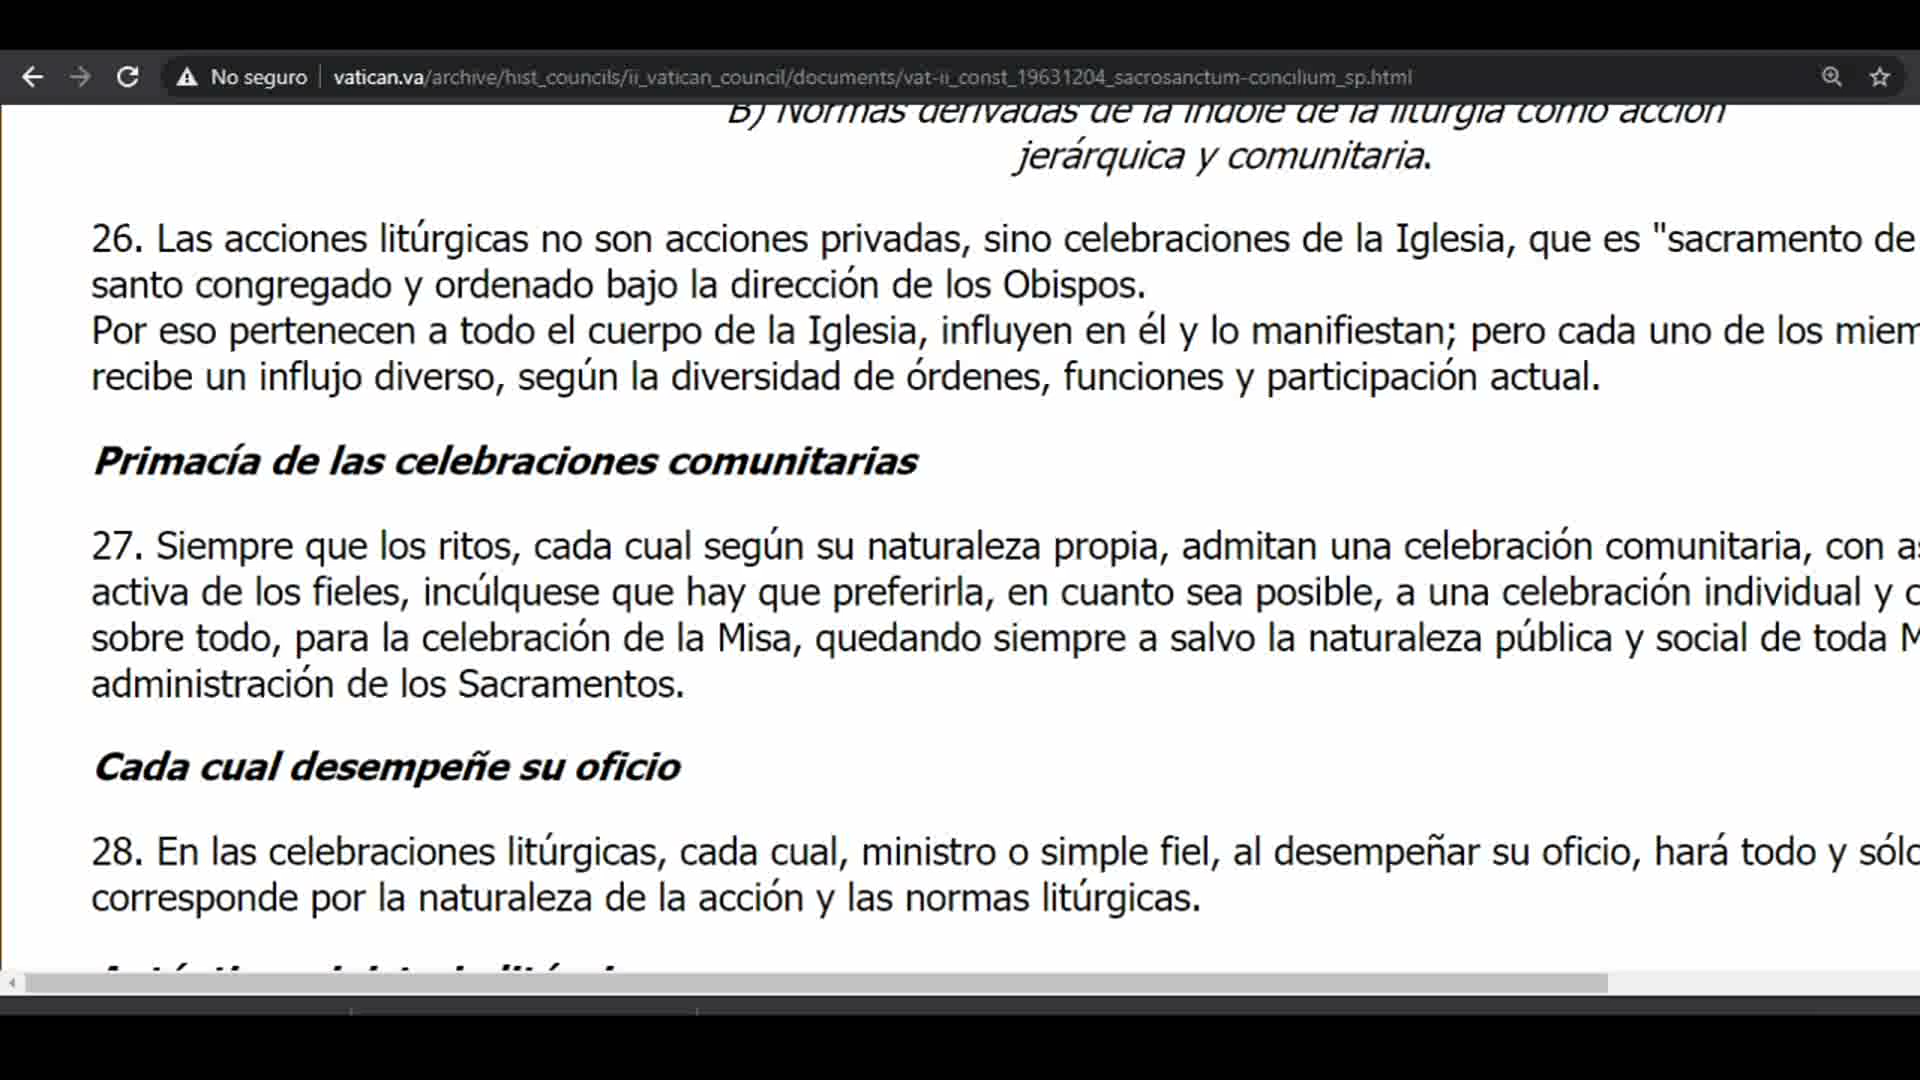 No seguro vatican.va/archive/hist_councils/ii_vatican_council/documents/vat-ii_const_19631204_sacrosanctum-concilium_sp.html
B) Normas derivadas de la índole de la liturgia como acción
jerárquica y comunitaria.
26. Las acciones litúrgicas no son acciones privadas, sino celebraciones de la Iglesia, que es "sacramento de
santo congregado y ordenado bajo la dirección de los Obispos.
Por eso pertenecen a todo el cuerpo de la Iglesia, influyen en él y lo manifiestan; pero cada uno de los
recibe un influjo diverso, según la diversidad de órdenes, funciones y participación actual.
Primacía de las celebraciones comunitarias
27. Siempre que los ritos, cada cual según su naturaleza propia, admitan una celebración comunitaria, con
activa de los fieles, incúlquese que hay que preferirla, en cuanto sea posible, a una celebración individual y
sobre todo, para la celebración de la Misa, quedando siempre a salvo la naturaleza pública y social de toda
administración de los Sacramentos.
Cada cual desempeñe su oficio
28. En las celebraciones litúrgicas, cada cual, ministro o simple fiel, al desempeñar su oficio, hará todo y
corresponde por la naturaleza de la acción y las normas litúrgicas.